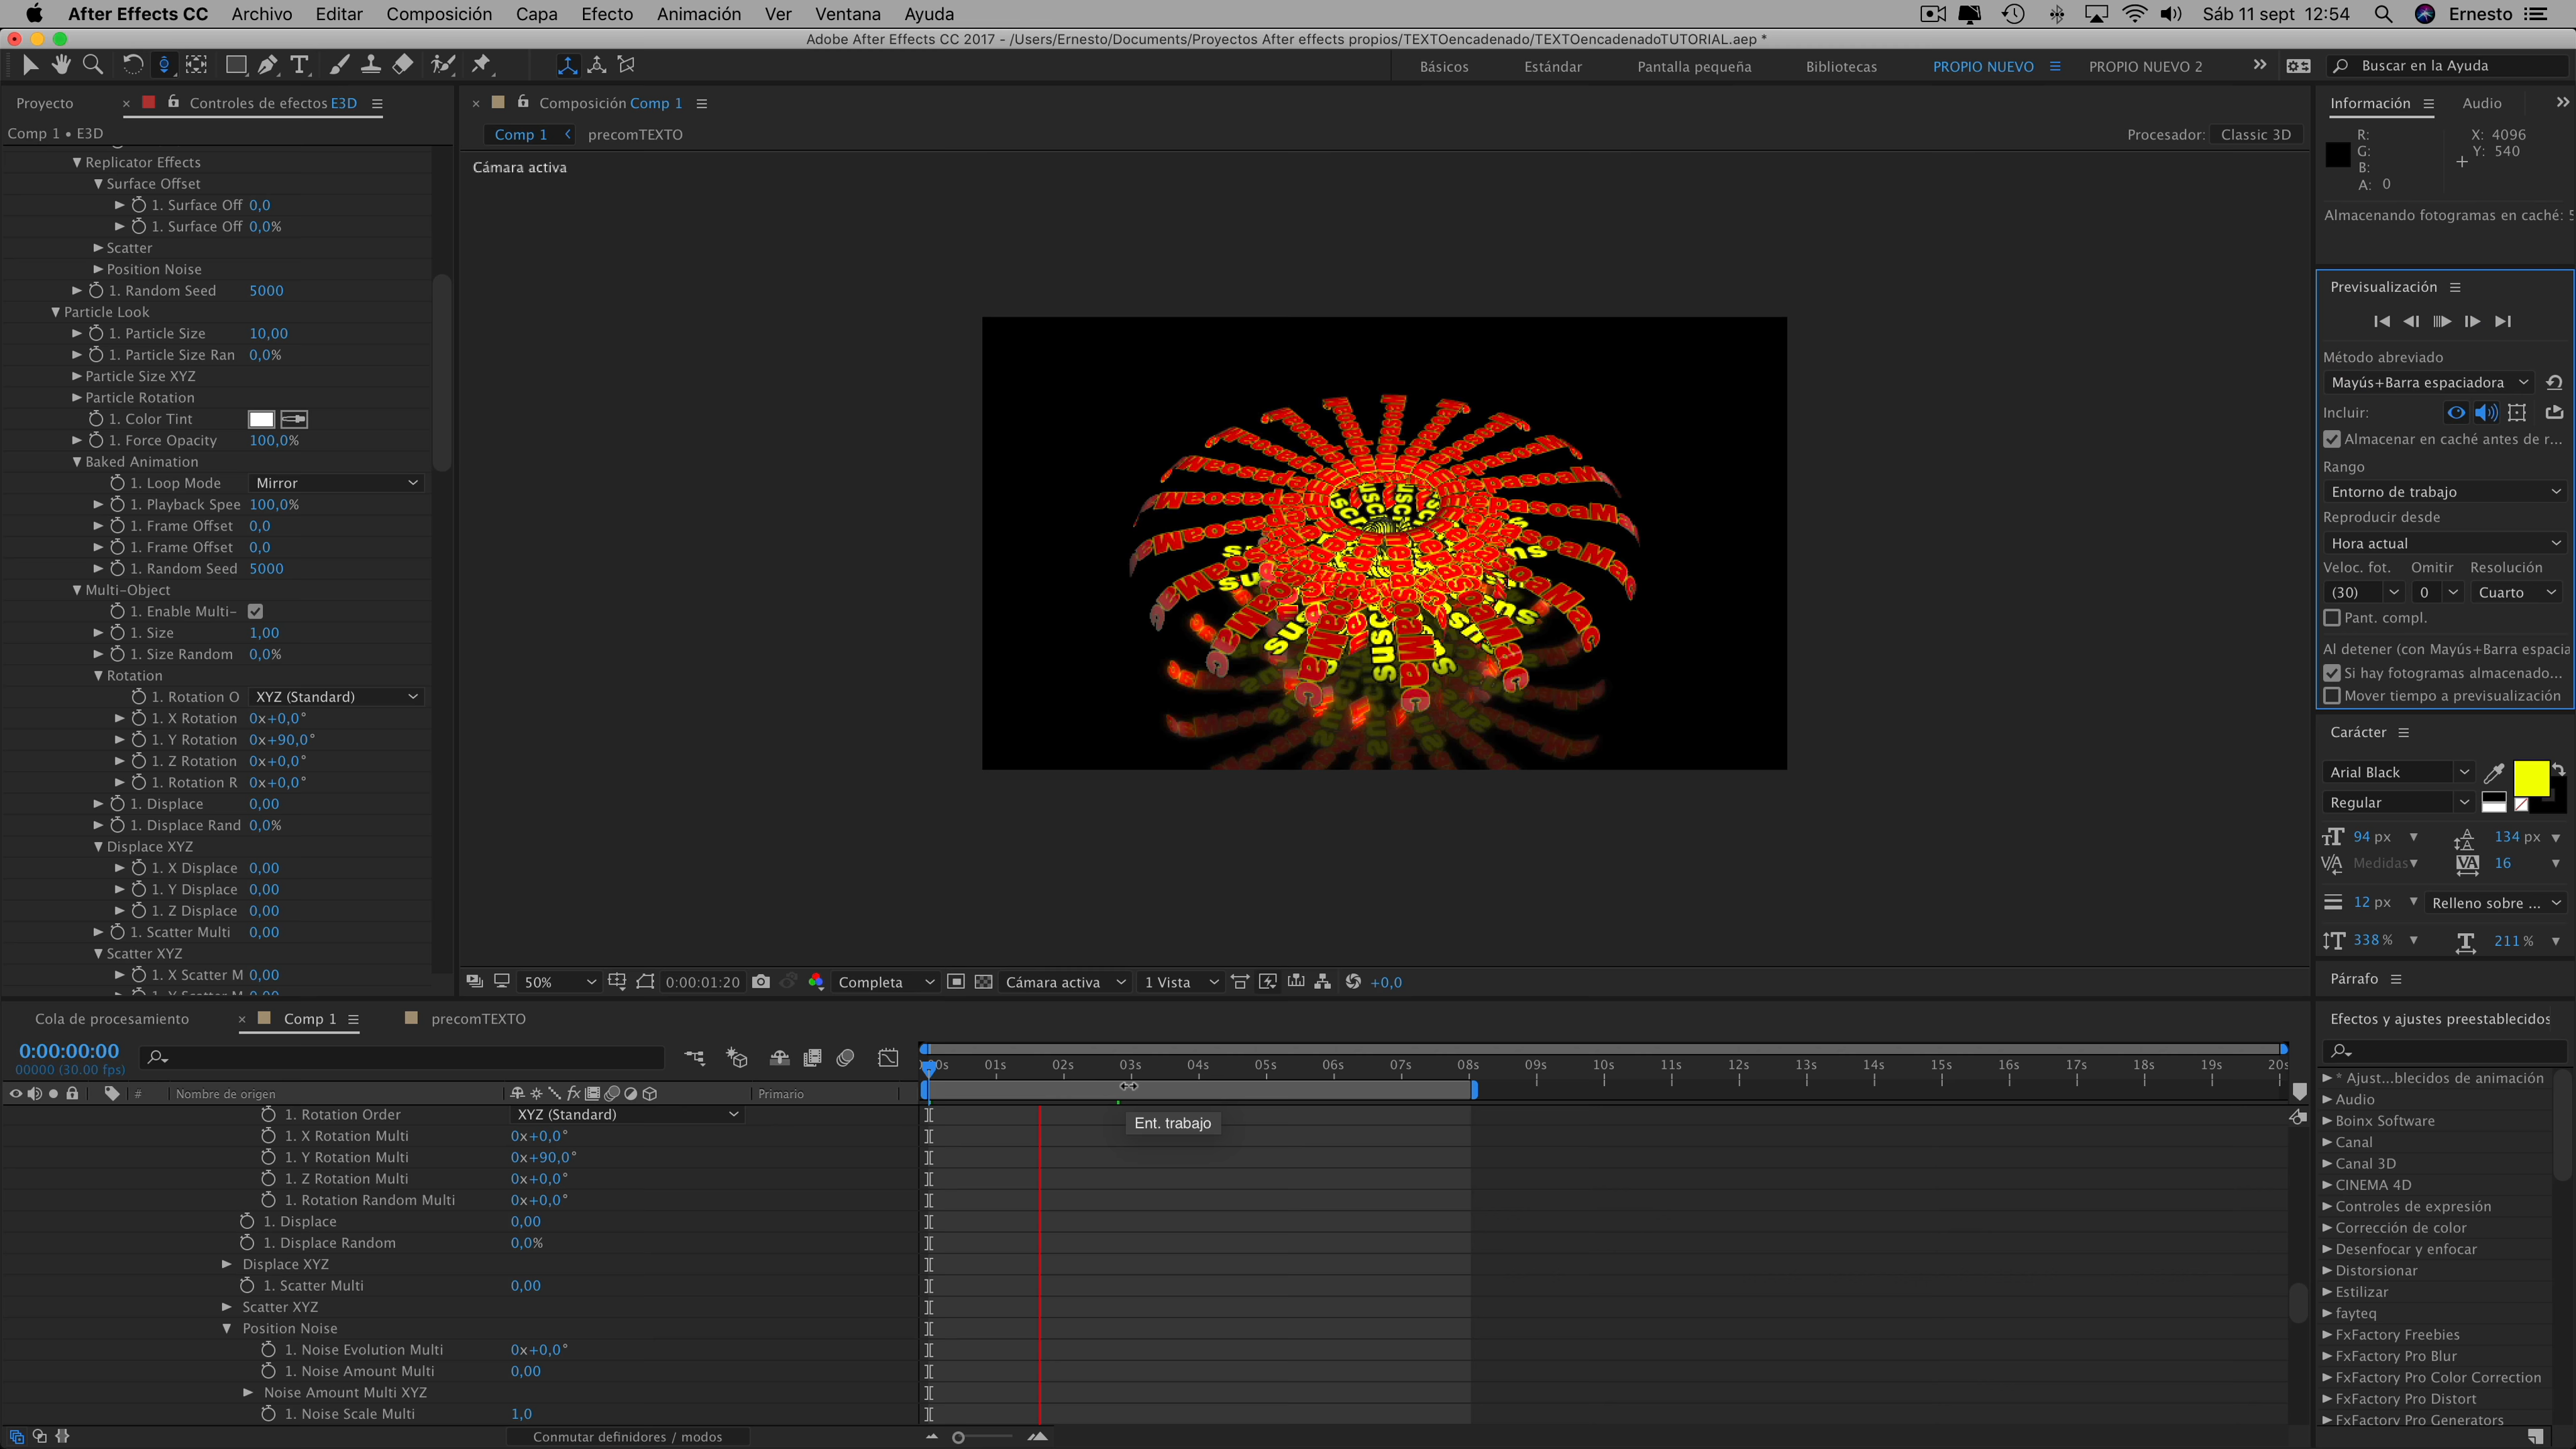 After Effects CC Archivo Editar Composición Capa Efecto Animación Ver Ventana Ayuda Sáb 11 sept 12:54 Ernesto
Adobe After Effects CC 2017 - /Users/Ernesto/Documents/Proyectos After effects propios/TEXTOencadenado/TEXTOencadenadoTUTORIAL.aep *
Básicos Estándar Pantalla pequeña Bibliotecas PROPIO NUEVO PROPIO NUEVO 2 Buscar en la Ayuda
Proyecto Controles de efectos E3D
Comp 1 • E3D
Replicator Effects
Surface Offset
1. Surface Off 0,0
1. Surface Off 0,0%
Scatter
Position Noise
1. Random Seed 5000
Particle Look
1. Particle Size 10,00
1. Particle Size Ran 0,0%
Particle Size XYZ
Particle Rotation
1. Color Tint
1. Force Opacity 100,0%
Baked Animation
1. Loop Mode Mirror
1. Playback Spee 100,0%
1. Frame Offset 0,0
1. Frame Offset 0,0
1. Random Seed 5000
Multi-Object
1. Enable Multi-
1. Size 1,00
1. Size Random 0,0%
Rotation
1. Rotation O XYZ (Standard)
1. X Rotation 0x+0,0°
1. Y Rotation 0x+90,0°
1. Z Rotation 0x+0,0°
1. Rotation R 0x+0,0°
1. Displace 0,00
1. Displace Rand 0,0%
Displace XYZ
1. X Displace 0,00
1. Y Displace 0,00
1. Z Displace 0,00
1. Scatter Multi 0,00
Scatter XYZ
1. X Scatter M 0,00
Composición Comp 1
Comp 1 precomTEXTO
Procesador: Classic 3D
Cámara activa
50% 0:00:01:20 Completa Cámara activa 1 Vista +0,0
Información Audio
R: X: 4096
G: Y: 540
B:
A: 0
Almacenando fotogramas en caché: 5
Previsualización
Método abreviado
Mayús+Barra espaciadora
Incluir:
Almacenar en caché antes de r...
Rango
Entorno de trabajo
Reproducir desde
Hora actual
Veloc. fot. Omitir Resolución
(30) 0 Cuarto
Pant. compl.
Al detener (con Mayús+Barra espacia
Si hay fotogramas almacenado...
Mover tiempo a previsualización
Carácter
Arial Black
Regular
94 px 134 px
Medidas 16
12 px Relleno sobre ...
338 % 211 %
Párrafo
Efectos y ajustes preestablecidos
* Ajust...blecidos de animación
Audio
Boinx Software
Canal
Canal 3D
CINEMA 4D
Controles de expresión
Corrección de color
Desenfocar y enfocar
Distorsionar
Estilizar
fayteq
FxFactory Freebies
FxFactory Pro Blur
FxFactory Pro Color Correction
FxFactory Pro Distort
FxFactory Pro Generators
Cola de procesamiento Comp 1 precomTEXTO
0:00:00:00
00000 (30.00 fps)
01s 02s 03s 04s 05s 06s 07s 08s 09s 10s 11s 12s 13s 14s 15s 16s 17s 18s 19s 20s
# Nombre de origen Primario
Ent. trabajo
1. Rotation Order XYZ (Standard)
1. X Rotation Multi 0x+0,0°
1. Y Rotation Multi 0x+90,0°
1. Z Rotation Multi 0x+0,0°
1. Rotation Random Multi 0x+0,0°
1. Displace 0,00
1. Displace Random 0,0%
Displace XYZ
1. Scatter Multi 0,00
Scatter XYZ
Position Noise
1. Noise Evolution Multi 0x+0,0°
1. Noise Amount Multi 0,00
Noise Amount Multi XYZ
1. Noise Scale Multi 1,0
Conmutar definidores / modos